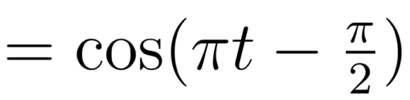 = cos(πt − π/2)